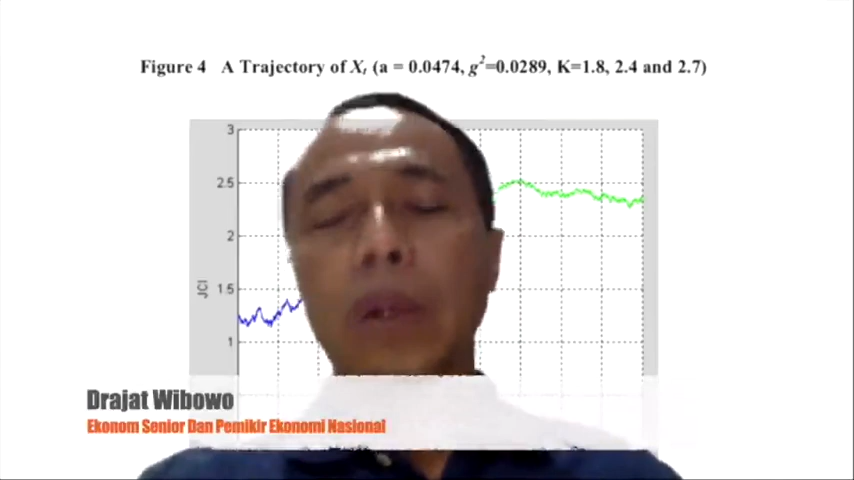 Figure 4 A Trajectory of Xₜ (a = 0.0474, g²=0.0289, K=1.8, 2.4 and 2.7)
3
2.5
2
1.5
1
JCI
Drajat Wibowo
Ekonom Senior Dan Pemikir Ekonomi Nasional